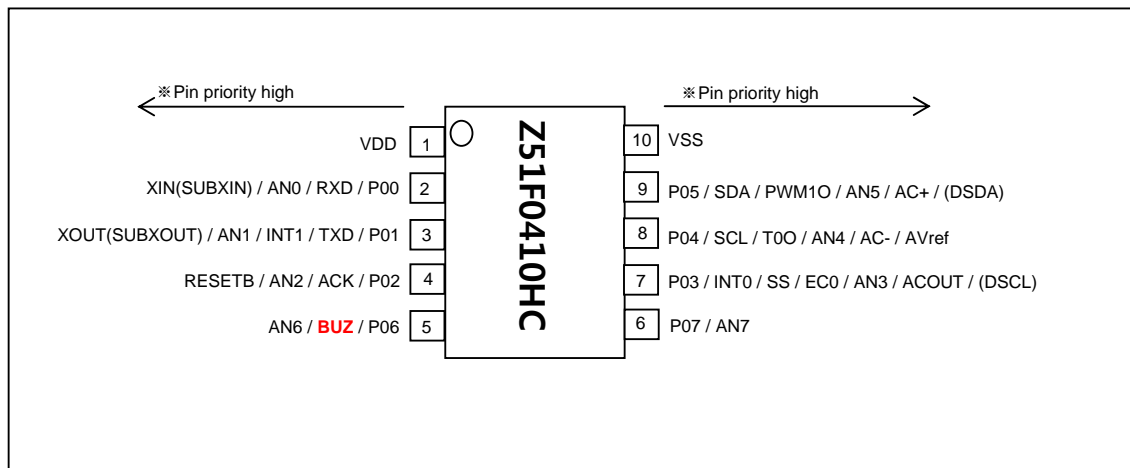 ※Pin priority high
※Pin priority high
VDD 1
10 VSS
XIN(SUBXIN) / AN0 / RXD / P00 2
9 P05 / SDA / PWM1O / AN5 / AC+ / (DSDA)
XOUT(SUBXOUT) / AN1 / INT1 / TXD / P01 3
8 P04 / SCL / T0O / AN4 / AC- / AVref
RESETB / AN2 / ACK / P02 4
7 P03 / INT0 / SS / EC0 / AN3 / ACOUT / (DSCL)
AN6 / BUZ / P06 5
6 P07 / AN7
Z51F0410HC